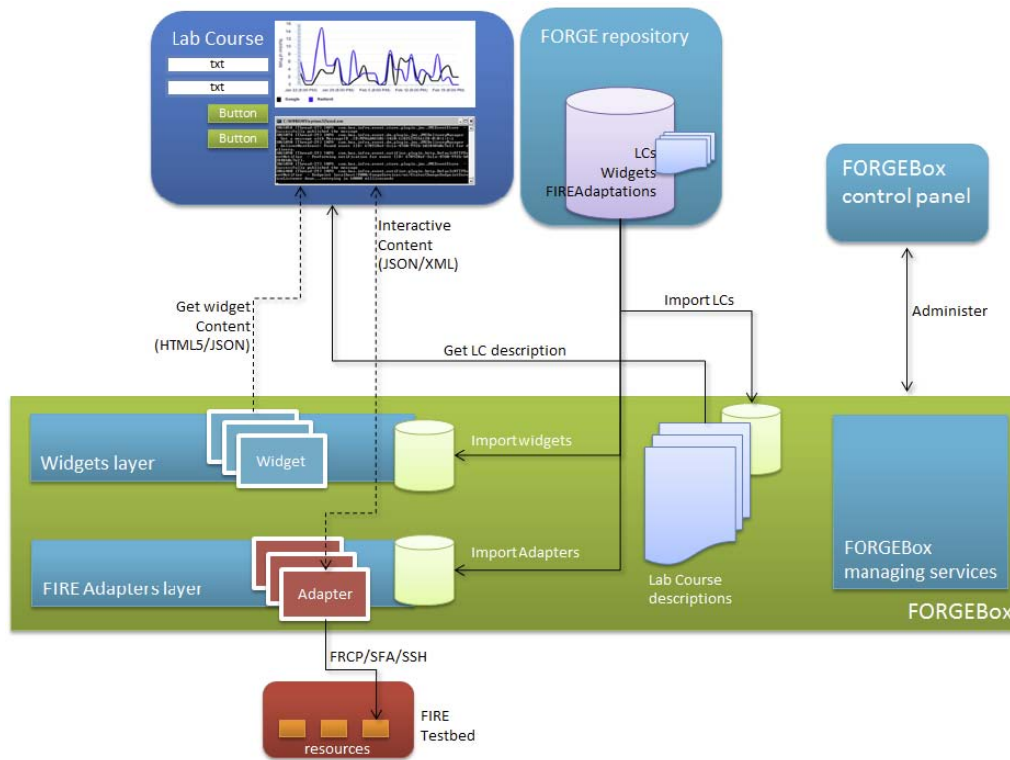 Lab Course
txt
txt
Button
Button
Google
FORGE repository
LCs
Widgets
FIREAdaptations
FORGEBox
control panel
Interactive
Content
(JSON/XML)
Get widget
Content
(HTML5/JSON)
Import LCs
Administer
Get LC description
Widgets layer
Widget
Import widgets
FIRE Adapters layer
Adapter
Import Adapters
Lab Course
descriptions
FORGEBox
managing services
FORGEBox
FRCP/SFA/SSH
FIRE
Testbed
resources